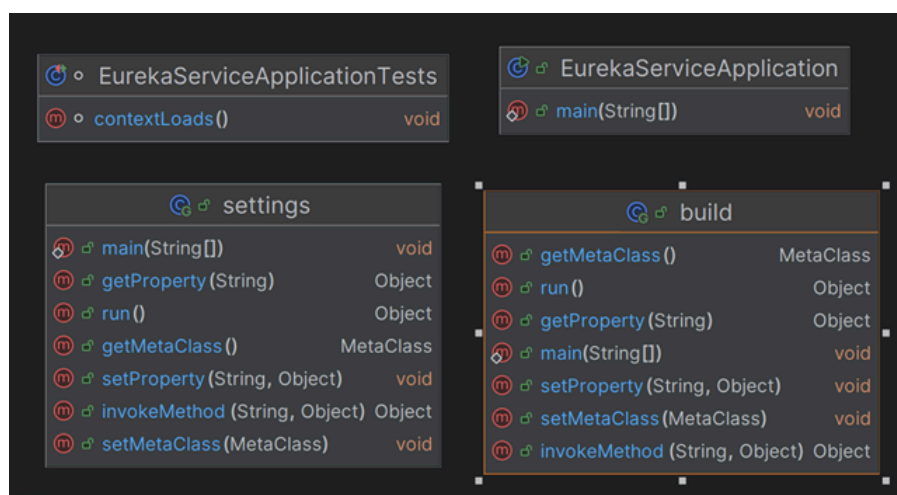 EurekaServiceApplicationTests
contextLoads() void
EurekaServiceApplication
main(String[]) void
settings
main(String[]) void
getProperty(String) Object
run() Object
getMetaClass() MetaClass
setProperty(String, Object) void
invokeMethod(String, Object) Object
setMetaClass(MetaClass) void
build
getMetaClass() MetaClass
run() Object
getProperty(String) Object
main(String[]) void
setProperty(String, Object) void
setMetaClass(MetaClass) void
invokeMethod(String, Object) Object